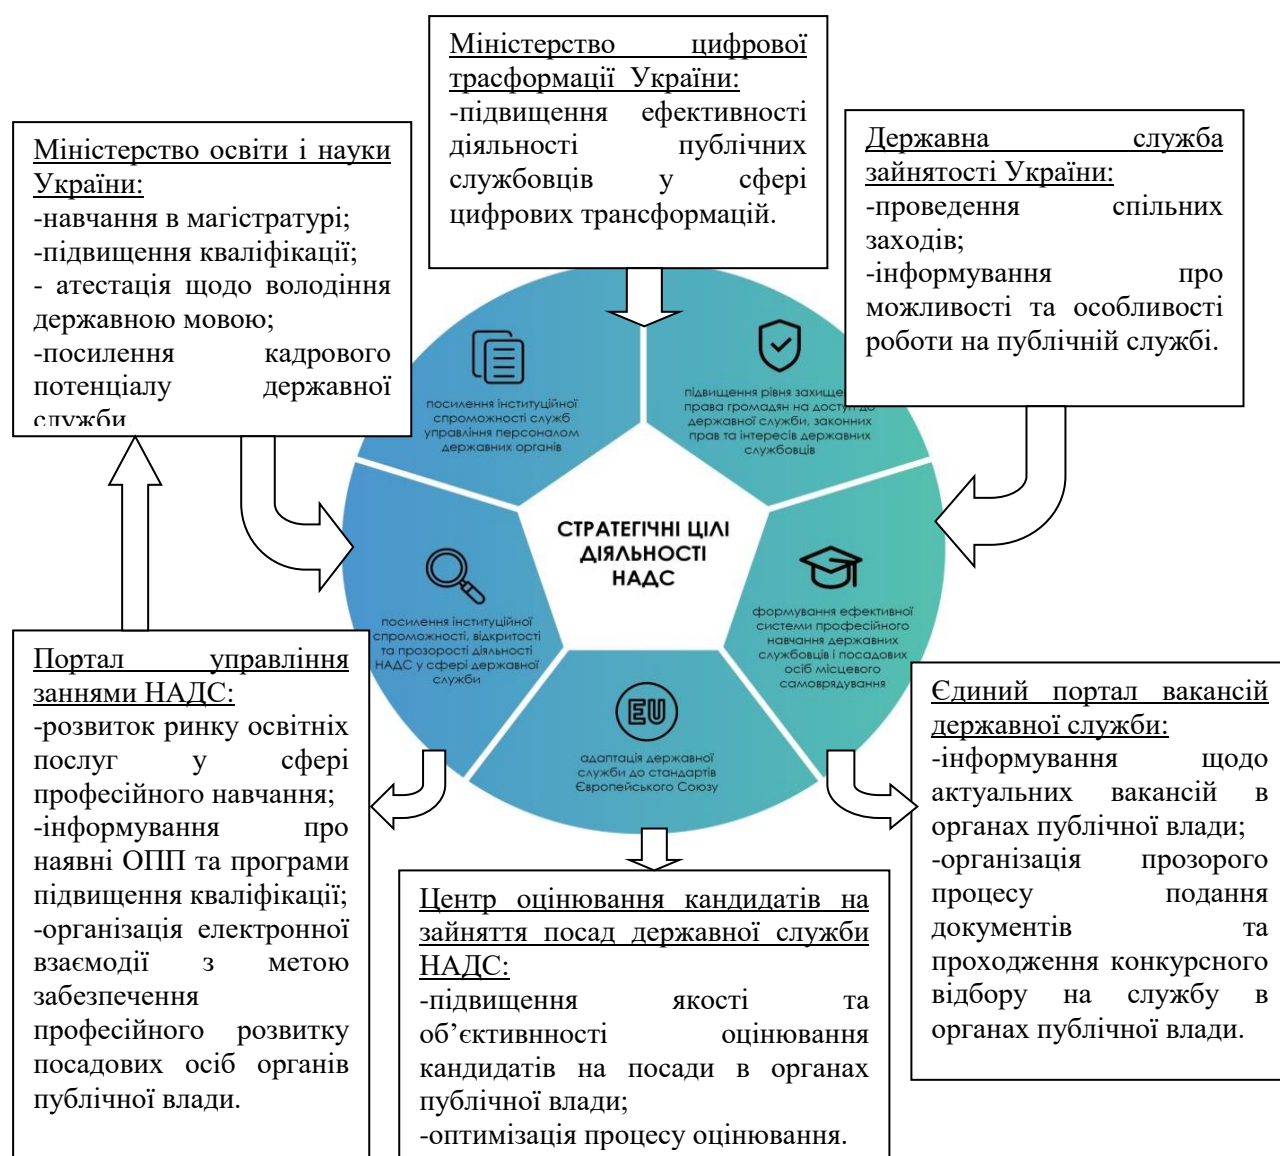 Міністерство цифрової
трасформації України:
-підвищення ефективності
діяльності публічних
службовців у сфері
цифрових трансформацій.
Міністерство освіти і науки
України:
-навчання в магістратурі;
-підвищення кваліфікації;
- атестація щодо володіння
державною мовою;
-посилення кадрового
потенціалу державної
служби.
Державна служба
зайнятості України:
-проведення спільних
заходів;
-інформування про
можливості та особливості
роботи на публічній службі.
посилення інституційної
спроможності служб
управління персоналом
державних органів
підвищення рівня захище
права громадян на доступ до
державної служби, законних
прав та інтересів державних
службовців
СТРАТЕГІЧНІ ЦІЛІ
ДІЯЛЬНОСТІ
НАДС
посилення інституційної
спроможності, відкритості
та прозорості діяльності
НАДС у сфері державної
служби
формування ефективної
системи професійного
навчання державних
службовців і посадових
осіб місцевого
самоврядування
EU
адаптація державної
служби до стандартів
Європейського Союзу
Портал управління
заннями НАДС:
-розвиток ринку освітніх
послуг у сфері
професійного навчання;
-інформування про
наявні ОПП та програми
підвищення кваліфікації;
-організація електронної
взаємодії з метою
забезпечення
професійного розвитку
посадових осіб органів
публічної влади.
Центр оцінювання кандидатів на
зайняття посад державної служби
НАДС:
-підвищення якості та
об’єктивнності оцінювання
кандидатів на посади в органах
публічної влади;
-оптимізація процесу оцінювання.
Єдиний портал вакансій
державної служби:
-інформування щодо
актуальних вакансій в
органах публічної влади;
-організація прозорого
процесу подання
документів та
проходження конкурсного
відбору на службу в
органах публічної влади.